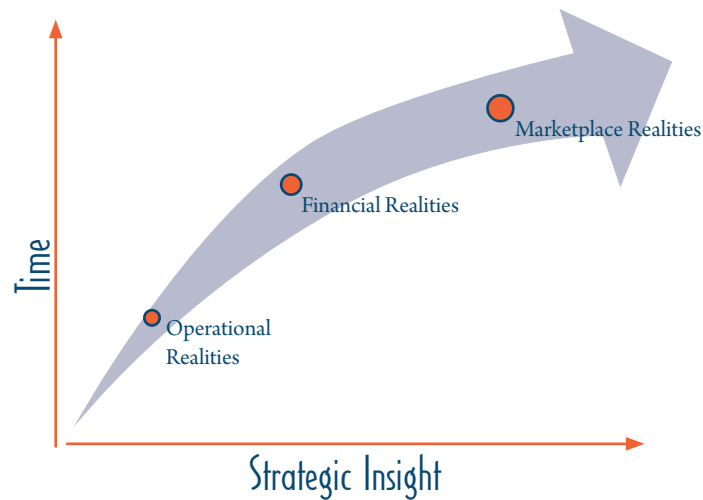 Marketplace Realities
Financial Realities
Time
Operational
Realities
Strategic Insight